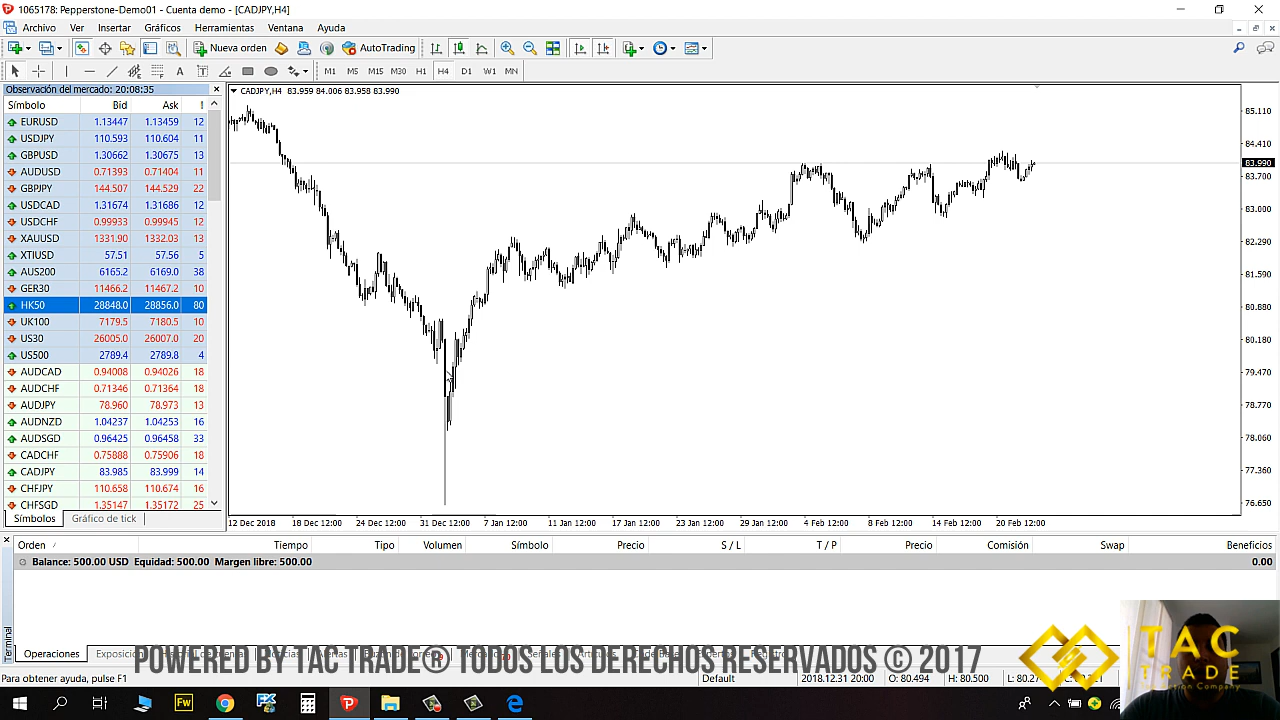 1065178: Pepperstone-Demo01 - Cuenta demo - [CADJPY,H4]
Archivo Ver Insertar Gráficos Herramientas Ventana Ayuda
Nueva orden AutoTrading
M1 M5 M15 M30 H1 H4 D1 W1 MN
Observación del mercado: 20:08:35
Símbolo Bid Ask !
EURUSD 1.13447 1.13459 12
USDJPY 110.593 110.604 11
GBPUSD 1.30662 1.30675 13
AUDUSD 0.71393 0.71404 11
GBPJPY 144.507 144.529 22
USDCAD 1.31674 1.31686 12
USDCHF 0.99933 0.99945 12
XAUUSD 1331.90 1332.03 13
XTIUSD 57.51 57.56 5
AUS200 6165.2 6169.0 38
GER30 11466.2 11467.2 10
HK50 28848.0 28856.0 80
UK100 7179.5 7180.5 10
US30 26005.0 26007.0 20
US500 2789.4 2789.8 4
AUDCAD 0.94008 0.94026 18
AUDCHF 0.71346 0.71364 18
AUDJPY 78.960 78.973 13
AUDNZD 1.04237 1.04253 16
AUDSGD 0.96425 0.96458 33
CADCHF 0.75888 0.75906 18
CADJPY 83.985 83.999 14
CHFJPY 110.658 110.674 16
CHFSGD 1.35147 1.35172 25
Símbolos Gráfico de tick
CADJPY,H4 83.959 84.006 83.958 83.990
85.110
84.410
83.990
83.700
83.000
82.290
81.590
80.880
80.180
79.470
78.770
78.060
77.360
76.650
12 Dec 2018 18 Dec 12:00 24 Dec 12:00 31 Dec 12:00 7 Jan 12:00 11 Jan 12:00 17 Jan 12:00 23 Jan 12:00 29 Jan 12:00 4 Feb 12:00 8 Feb 12:00 14 Feb 12:00 20 Feb 12:00
Orden / Tiempo Tipo Volumen Símbolo Precio S / L T / P Precio Comisión Swap Beneficios
Balance: 500.00 USD Equidad: 500.00 Margen libre: 500.00 0.00
Terminal
Operaciones
POWERED BY TAC TRADE® TODOS LOS DERECHOS RESERVADOS © 2017
TAC
TRADE
Para obtener ayuda, pulse F1 Default 2018.12.31 20:00 O: 80.494
Fw